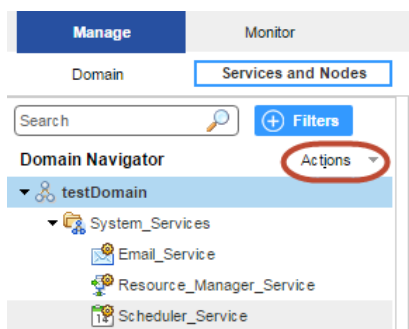 Manage Monitor
Domain Services and Nodes
Search Filters
Domain Navigator Actions
testDomain
System_Services
Email_Service
Resource_Manager_Service
Scheduler_Service